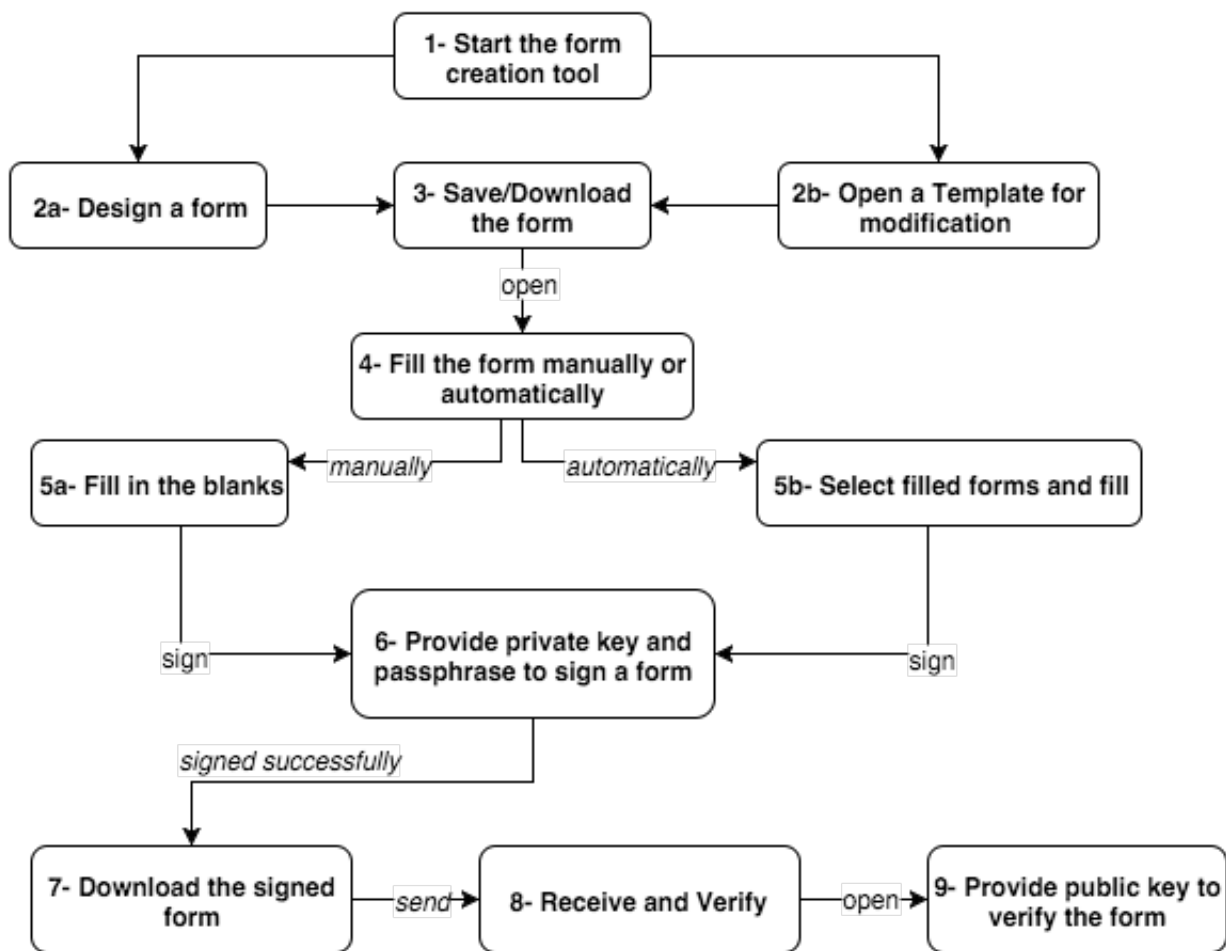 1- Start the form
creation tool
2a- Design a form
3- Save/Download
the form
2b- Open a Template for
modification
open
4- Fill the form manually or
automatically
manually
automatically
5a- Fill in the blanks
5b- Select filled forms and fill
6- Provide private key and
passphrase to sign a form
sign
sign
signed successfully
7- Download the signed
form
send
8- Receive and Verify
open
9- Provide public key to
verify the form